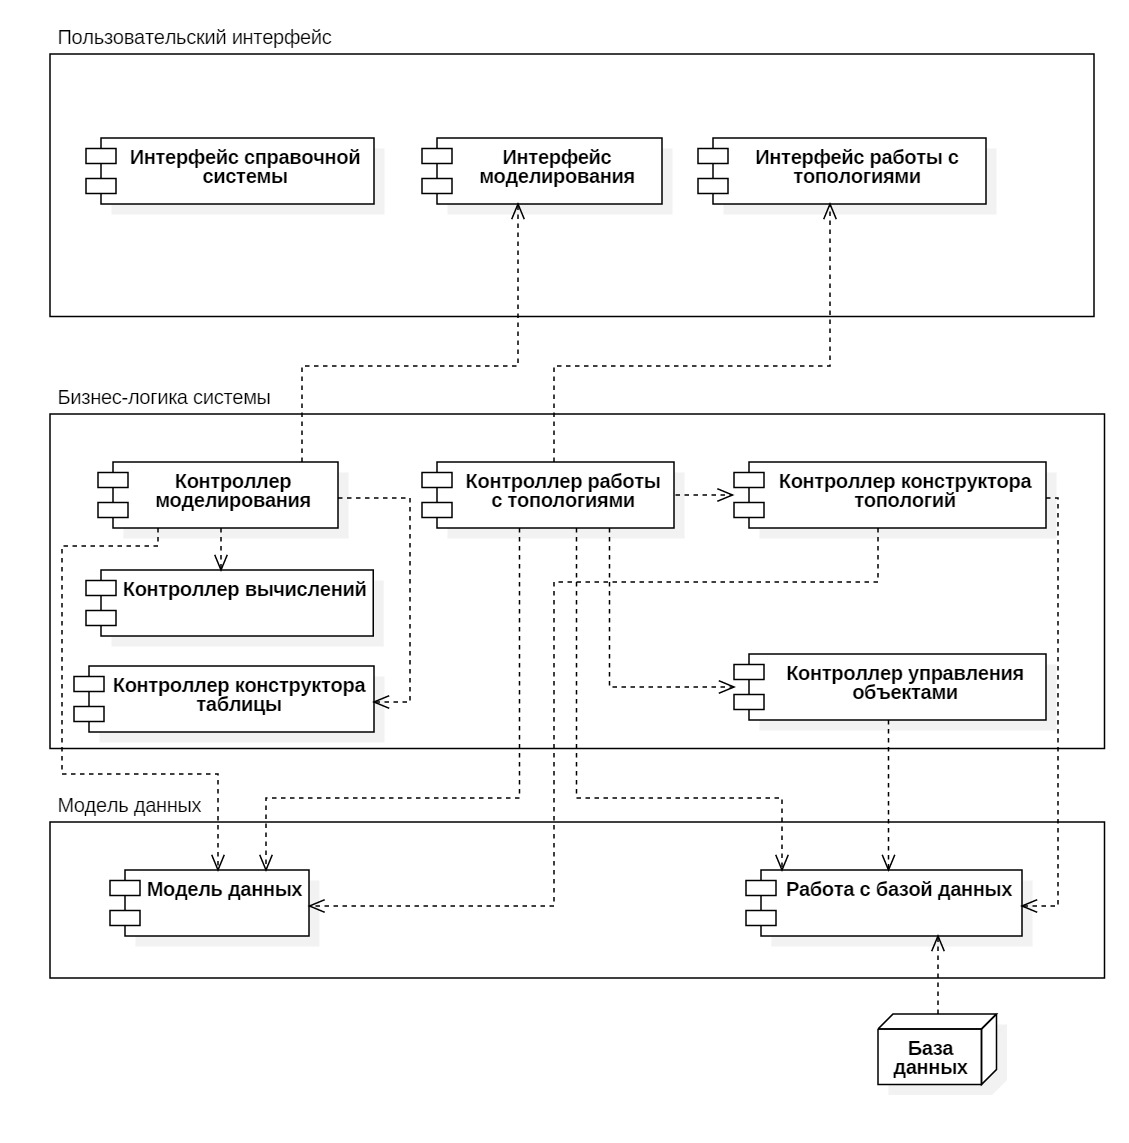 Пользовательский интерфейс
Интерфейс справочной
системы
Интерфейс
моделирования
Интерфейс работы с
топологиями
Бизнес-логика системы
Контроллер
моделирования
Контроллер работы
с топологиями
Контроллер конструктора
топологий
Контроллер вычислений
Контроллер конструктора
таблицы
Контроллер управления
объектами
Модель данных
Модель данных
Работа с базой данных
База
данных